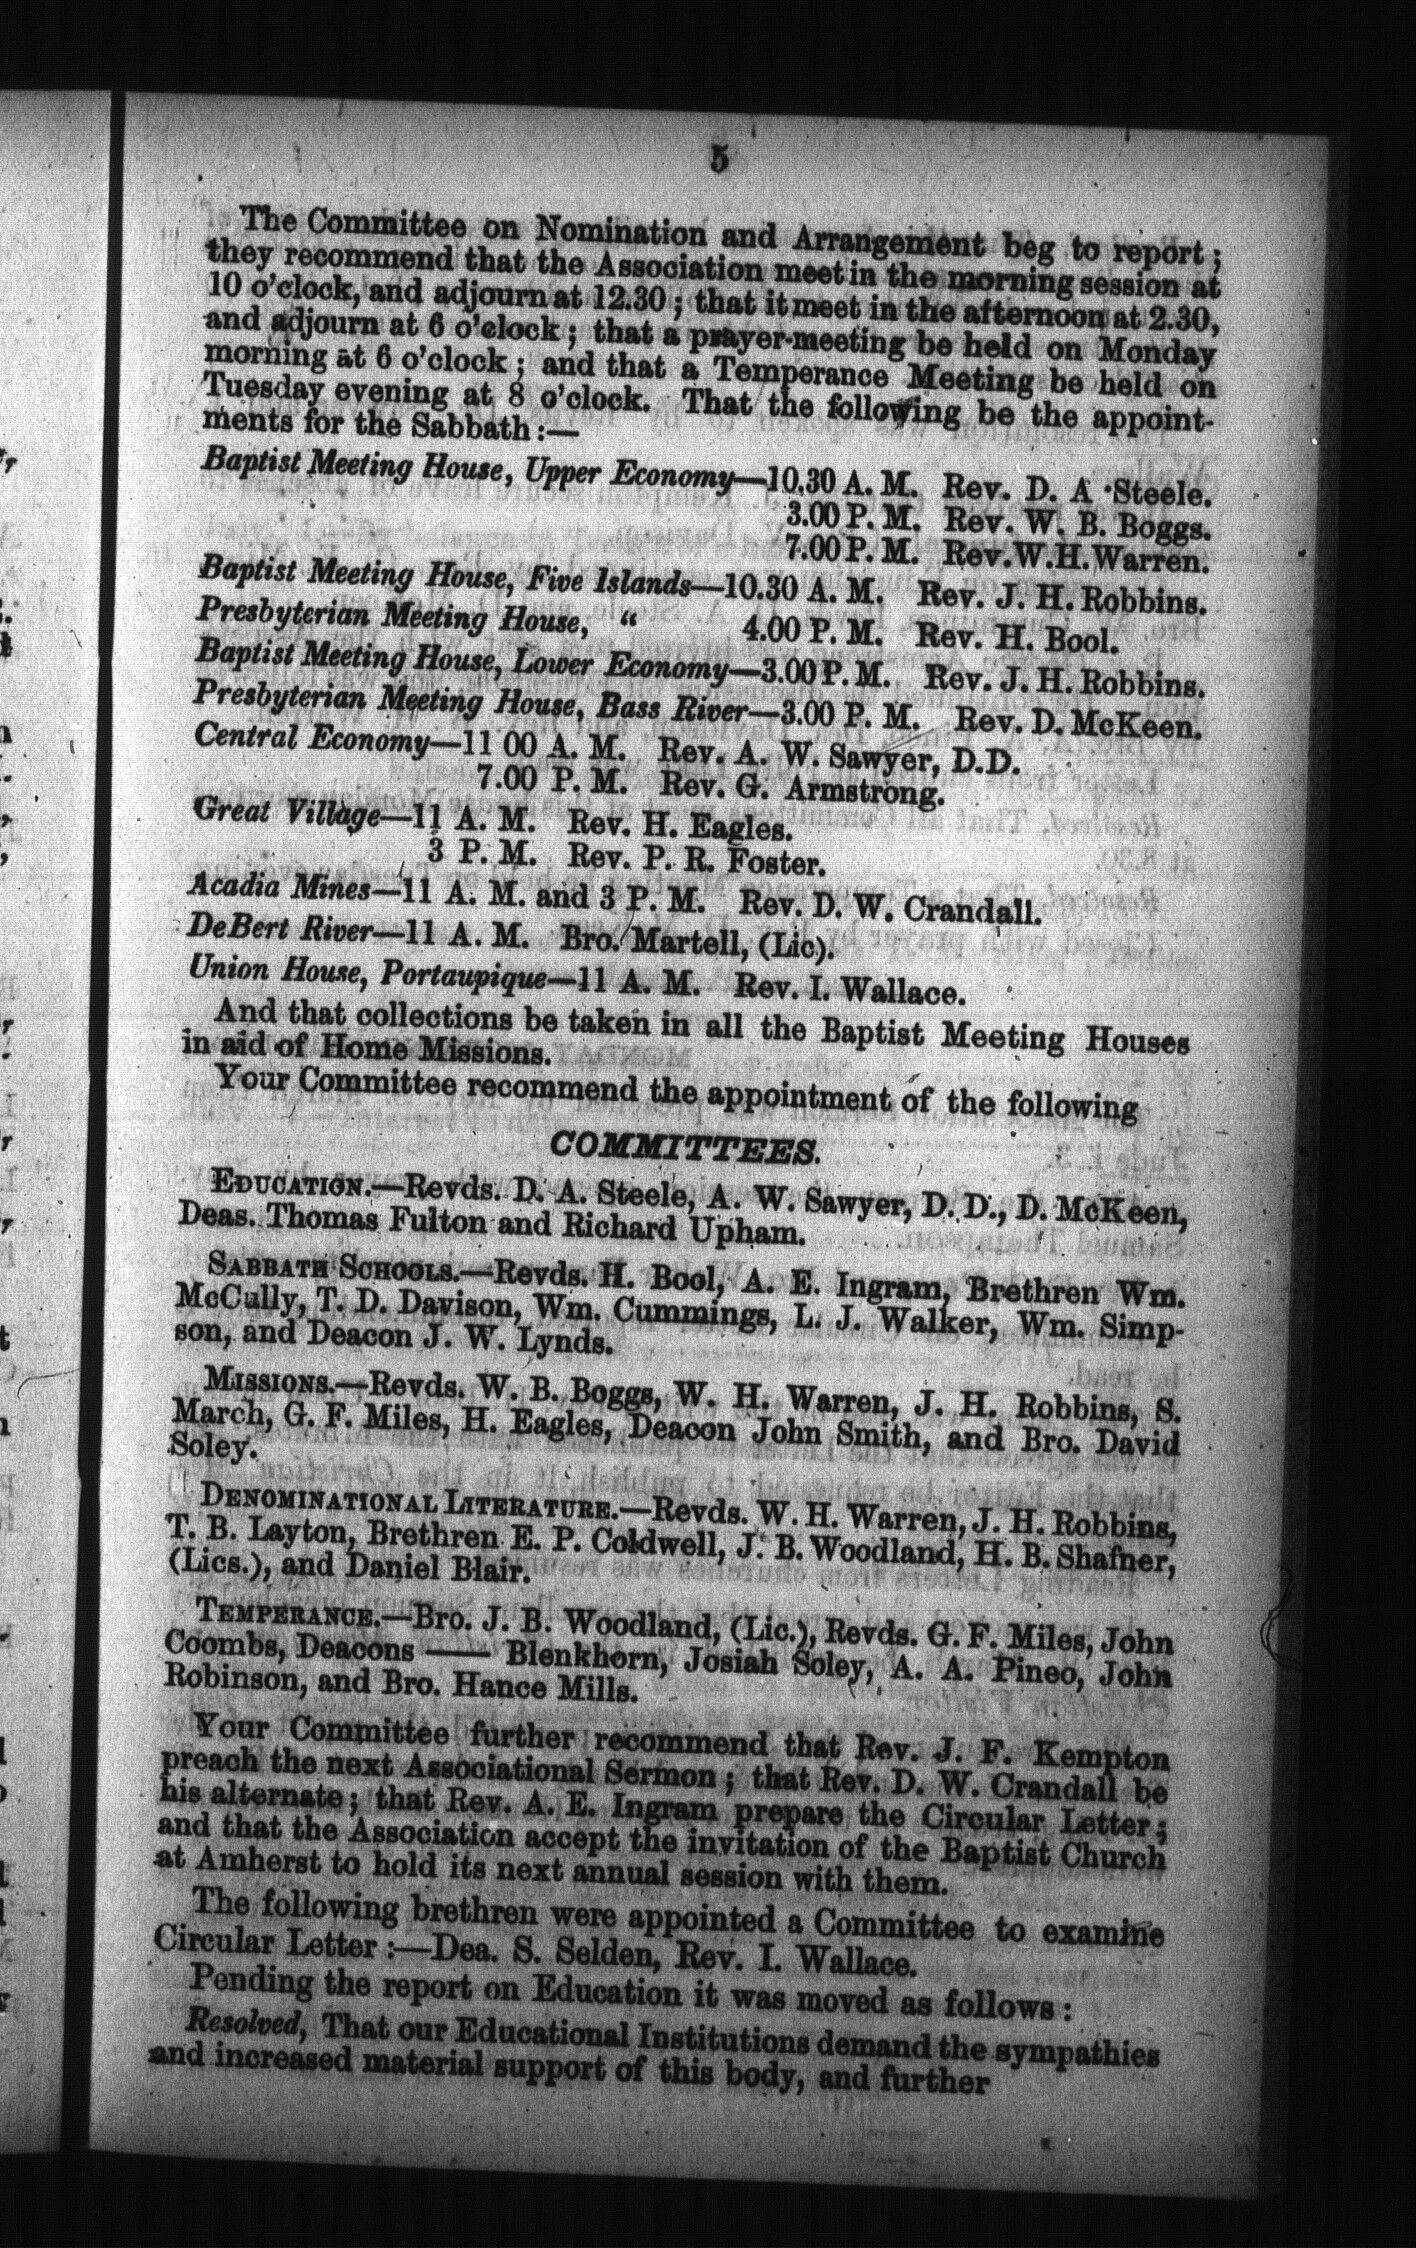 5
The Committee on Nomination and Arrangement beg to report;
they recommend that the Association meet in the morning session at
10 o'clock, and adjourn at 12.30; that it meet in the afternoon at 2.30,
and adjourn at 6 o'clock; that a prayer-meeting be held on Monday
morning at 6 o'clock; and that a Temperance Meeting be held on
Tuesday evening at 8 o'clock. That the following be the appoint-
ments for the Sabbath:—
Baptist Meeting House, Upper Economy—10.30 A. M. Rev. D. A Steele.
3.00 P. M. Rev. W. B. Boggs.
7.00 P. M. Rev. W. H. Warren.
Baptist Meeting House, Five Islands—10.30 A. M. Rev. J. H. Robbins.
Presbyterian Meeting House, “ 4.00 P. M. Rev. H. Bool.
Baptist Meeting House, Lower Economy—3.00 P. M. Rev. J. H. Robbins.
Presbyterian Meeting House, Bass River—3.00 P. M. Rev. D. McKeen.
Central Economy—11 00 A. M. Rev. A. W. Sawyer, D.D.
7.00 P. M. Rev. G. Armstrong.
Great Village—11 A. M. Rev. H. Eagles.
3 P. M. Rev. P. R. Foster.
Acadia Mines—11 A. M. and 3 P. M. Rev. D. W. Crandall.
DeBert River—11 A. M. Bro. Martell, (Lic).
Union House, Portaupique—11 A. M. Rev. I. Wallace.
And that collections be taken in all the Baptist Meeting Houses
in aid of Home Missions.
Your Committee recommend the appointment of the following
COMMITTEES.
EDUCATION.—Revds. D. A. Steele, A. W. Sawyer, D. D., D. McKeen,
Deas. Thomas Fulton and Richard Upham.
SABBATH SCHOOLS.—Revds. H. Bool, A. E. Ingram, Brethren Wm.
McCully, T. D. Davison, Wm. Cummings, L. J. Walker, Wm. Simp-
son, and Deacon J. W. Lynds.
MISSIONS.—Revds. W. B. Boggs, W. H. Warren, J. H. Robbins, S.
March, G. F. Miles, H. Eagles, Deacon John Smith, and Bro. David
Soley.
DENOMINATIONAL LITERATURE.—Revds. W. H. Warren, J. H. Robbins,
T. B. Layton, Brethren E. P. Coldwell, J. B. Woodland, H. B. Shafner,
(Lics.), and Daniel Blair.
TEMPERANCE.—Bro. J. B. Woodland, (Lic.), Revds. G. F. Miles, John
Coombs, Deacons —— Blenkhorn, Josiah Soley, A. A. Pineo, John
Robinson, and Bro. Hance Mills.
Your Committee further recommend that Rev. J. F. Kempton
preach the next Associational Sermon; that Rev. D. W. Crandall be
his alternate; that Rev. A. E. Ingram prepare the Circular Letter;
and that the Association accept the invitation of the Baptist Church
at Amherst to hold its next annual session with them.
The following brethren were appointed a Committee to examine
Circular Letter:—Dea. S. Selden, Rev. I. Wallace.
Pending the report on Education it was moved as follows:
Resolved, That our Educational Institutions demand the sympathies
and increased material support of this body, and further